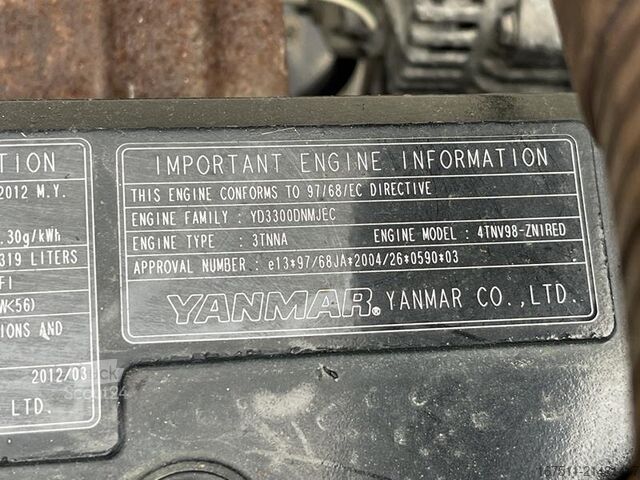 TION
2012 M.Y.
.30g/kWh
319 LITERS
FI
WK56)
IONS AND
2012/03
LTD.
IMPORTANT ENGINE INFORMATION
THIS ENGINE CONFORMS TO 97/68/EC DIRECTIVE
ENGINE FAMILY : YD3300DNMJEC
ENGINE TYPE : 3TNNA ENGINE MODEL : 4TNV98-ZN1RED
APPROVAL NUMBER : e13*97/68JA*2004/26*0590*03
YANMAR® YANMAR CO.,LTD.